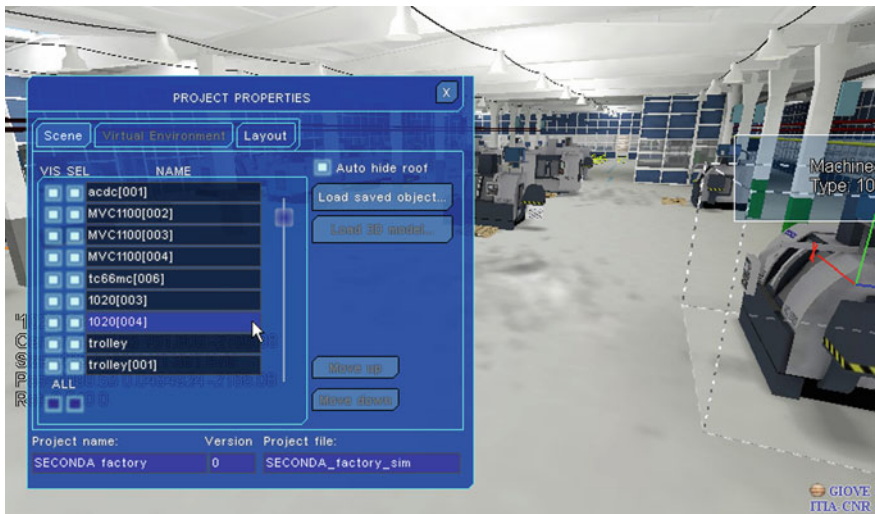 PROJECT PROPERTIES
X
Scene
Virtual Environment
Layout
VIS SEL NAME
Auto hide roof
acdc[001]
Load saved object...
MVC1100[002]
Load 3D model...
MVC1100[003]
MVC1100[004]
tc66mc[006]
1020[003]
1020[004]
trolley
trolley[001]
Move up
ALL
Move down
Project name: Version Project file:
SECONDA factory 0 SECONDA_factory_sim
Machine
Type: 10
GIOVE
ITIA-CNR